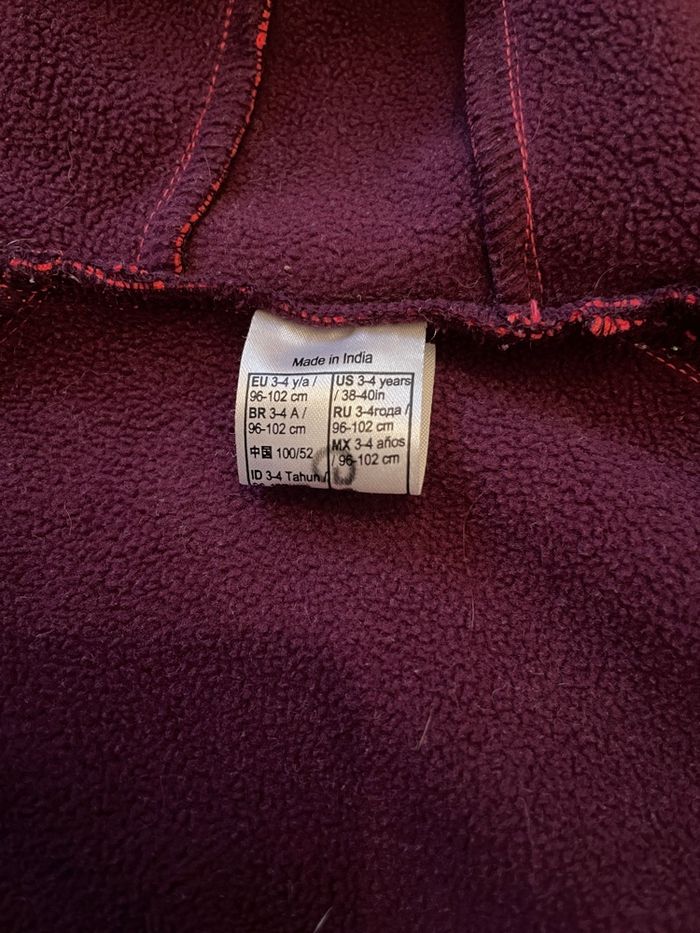 Made in India
EU 3-4 y/a /
96-102 cm
BR 3-4 A /
96-102 cm
中国 100/52
ID 3-4 Tahun /
US 3-4 years
/ 38-40in
RU 3-4года /
96-102 cm
MX 3-4 años
/ 96-102 cm